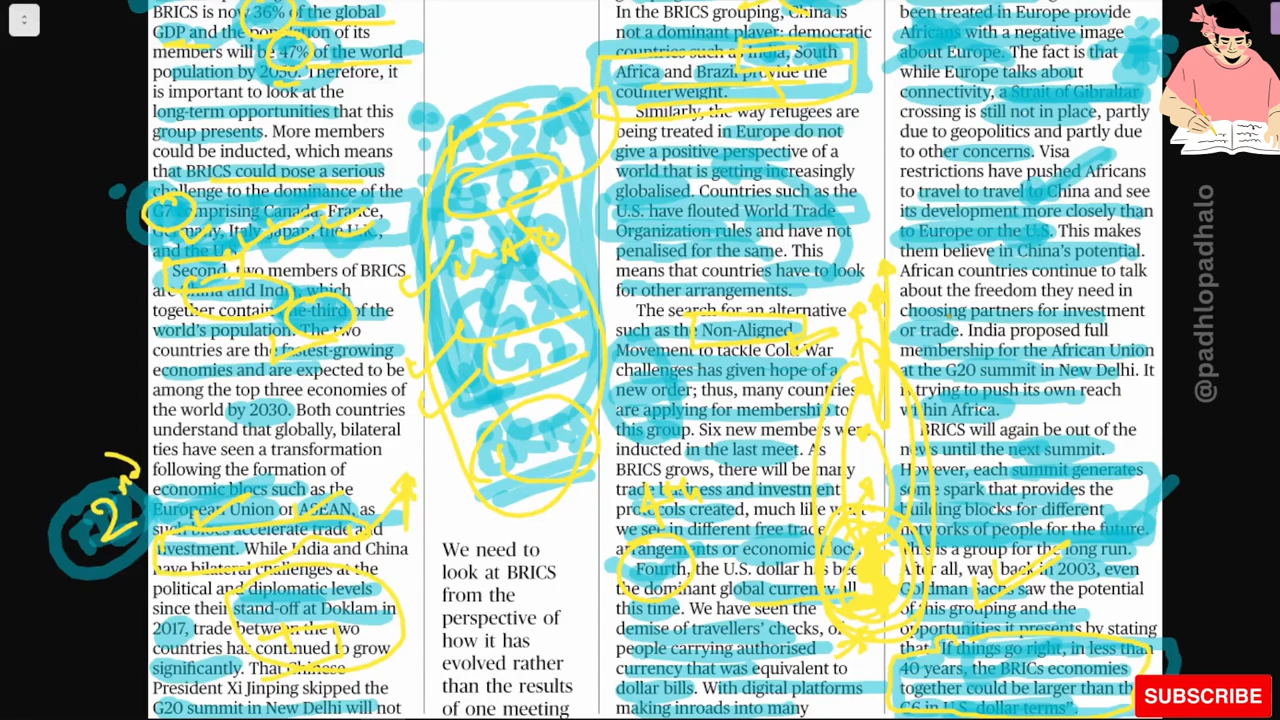 BRICS is now 36% of the global
GDP and the population of its
members will be 47% of the world
population by 2050. Therefore, it
is important to look at the
long-term opportunities that this
group presents. More members
could be inducted, which means
that BRICS could pose a serious
challenge to the dominance of the
G7 comprising Canada, France,
Germany, Italy, Japan, the U.K.,
and the U.S.
Second, two members of BRICS
are China and India, which
together contain one-third of the
world's population. The two
countries are the fastest-growing
economies and are expected to be
among the top three economies of
the world by 2030. Both countries
understand that globally, bilateral
ties have seen a transformation
following the formation of
economic blocs such as the
European Union or ASEAN, as
such blocs accelerate trade and
investment. While India and China
have bilateral challenges at the
political and diplomatic levels
since their stand-off at Doklam in
2017, trade between the two
countries has continued to grow
significantly. That Chinese
President Xi Jinping skipped the
G20 summit in New Delhi will not
2nd
We need to
look at BRICS
from the
perspective of
how it has
evolved rather
than the results
of one meeting
In the BRICS grouping, China is
not a dominant player; democratic
countries such as India, South
Africa and Brazil provide the
counterweight.
Similarly, the way refugees are
being treated in Europe do not
give a positive perspective of a
world that is getting increasingly
globalised. Countries such as the
U.S. have flouted World Trade
Organization rules and have not
penalised for the same. This
means that countries have to look
for other arrangements.
The search for an alternative
such as the Non-Aligned
Movement to tackle Cold War
challenges has given hope of a
new order; thus, many countries
are applying for membership to
this group. Six new members were
inducted in the last meet. As
BRICS grows, there will be many
trade business and investment
protocols created, much like what
we see in different free trade
arrangements or economic blocs.
Fourth, the U.S. dollar has been
the dominant global currency all
this time. We have seen the
demise of travellers' checks, or
people carrying authorised
currency that was equivalent to
dollar bills. With digital platforms
making inroads into many
been treated in Europe provide
Africans with a negative image
about Europe. The fact is that
while Europe talks about
connectivity, a Strait of Gibraltar
crossing is still not in place, partly
due to geopolitics and partly due
to other concerns. Visa
restrictions have pushed Africans
to travel to travel to China and see
its development more closely than
to Europe or the U.S. This makes
them believe in China's potential.
African countries continue to talk
about the freedom they need in
choosing partners for investment
or trade. India proposed full
membership for the African Union
at the G20 summit in New Delhi. It
is trying to push its own reach
within Africa.
BRICS will again be out of the
news until the next summit.
However, each summit generates
some spark that provides the
building blocks for different
networks of people for the future.
This is a group for the long run.
After all, way back in 2003, even
Goldman Sachs saw the potential
of this grouping and the
opportunities it presents by stating
that "If things go right, in less than
40 years, the BRICs economies
together could be larger than the
G6 in U.S. dollar terms".
@padhlopadhalo
SUBSCRIBE